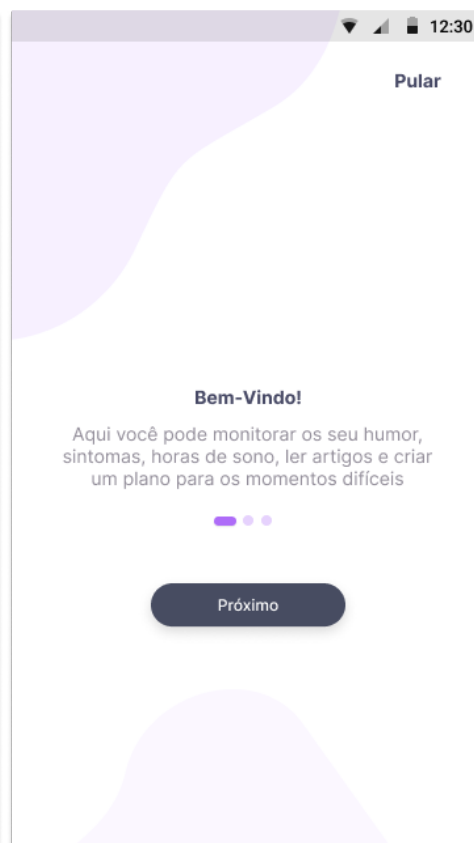 12:30
Pular
Bem-Vindo!
Aqui você pode monitorar os seu humor,
sintomas, horas de sono, ler artigos e criar
um plano para os momentos difíceis
Próximo